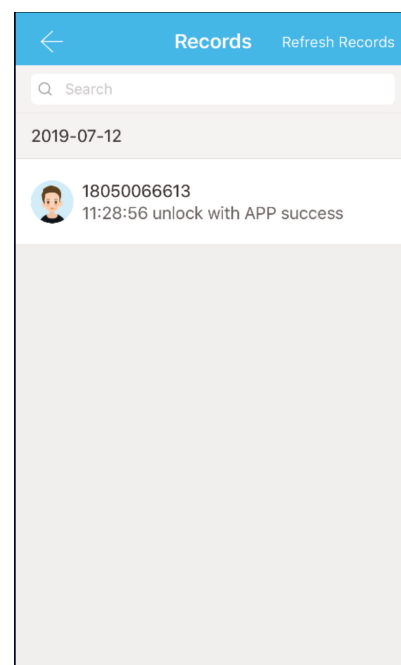 Records
Refresh Records
Search
2019-07-12
18050066613
11:28:56 unlock with APP success